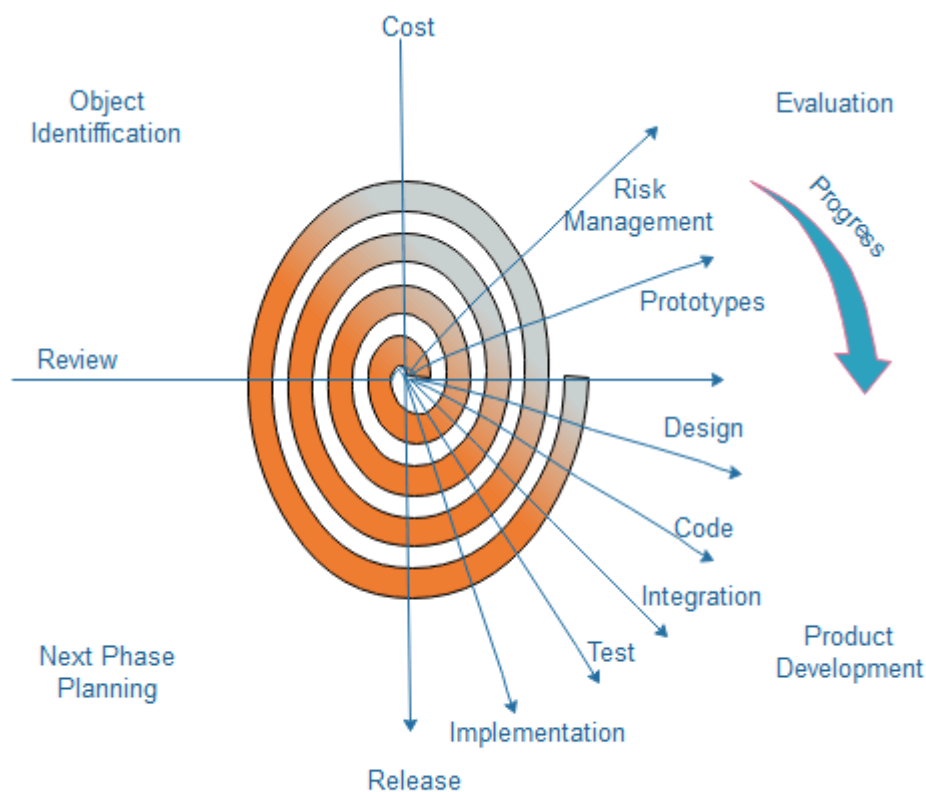 Cost
Object
Identiffication
Evaluation
Risk
Management
Progress
Prototypes
Review
Design
Code
Integration
Test
Product
Development
Next Phase
Planning
Implementation
Release